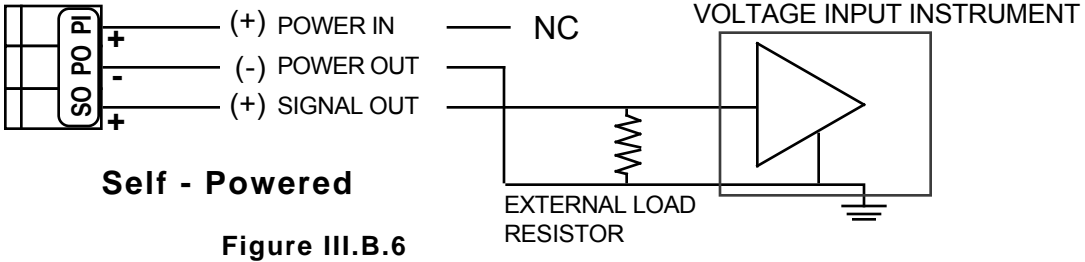 VOLTAGE INPUT INSTRUMENT
PI + (+) POWER IN NC
PO - (-) POWER OUT
SO + (+) SIGNAL OUT
Self - Powered
EXTERNAL LOAD
RESISTOR
Figure III.B.6